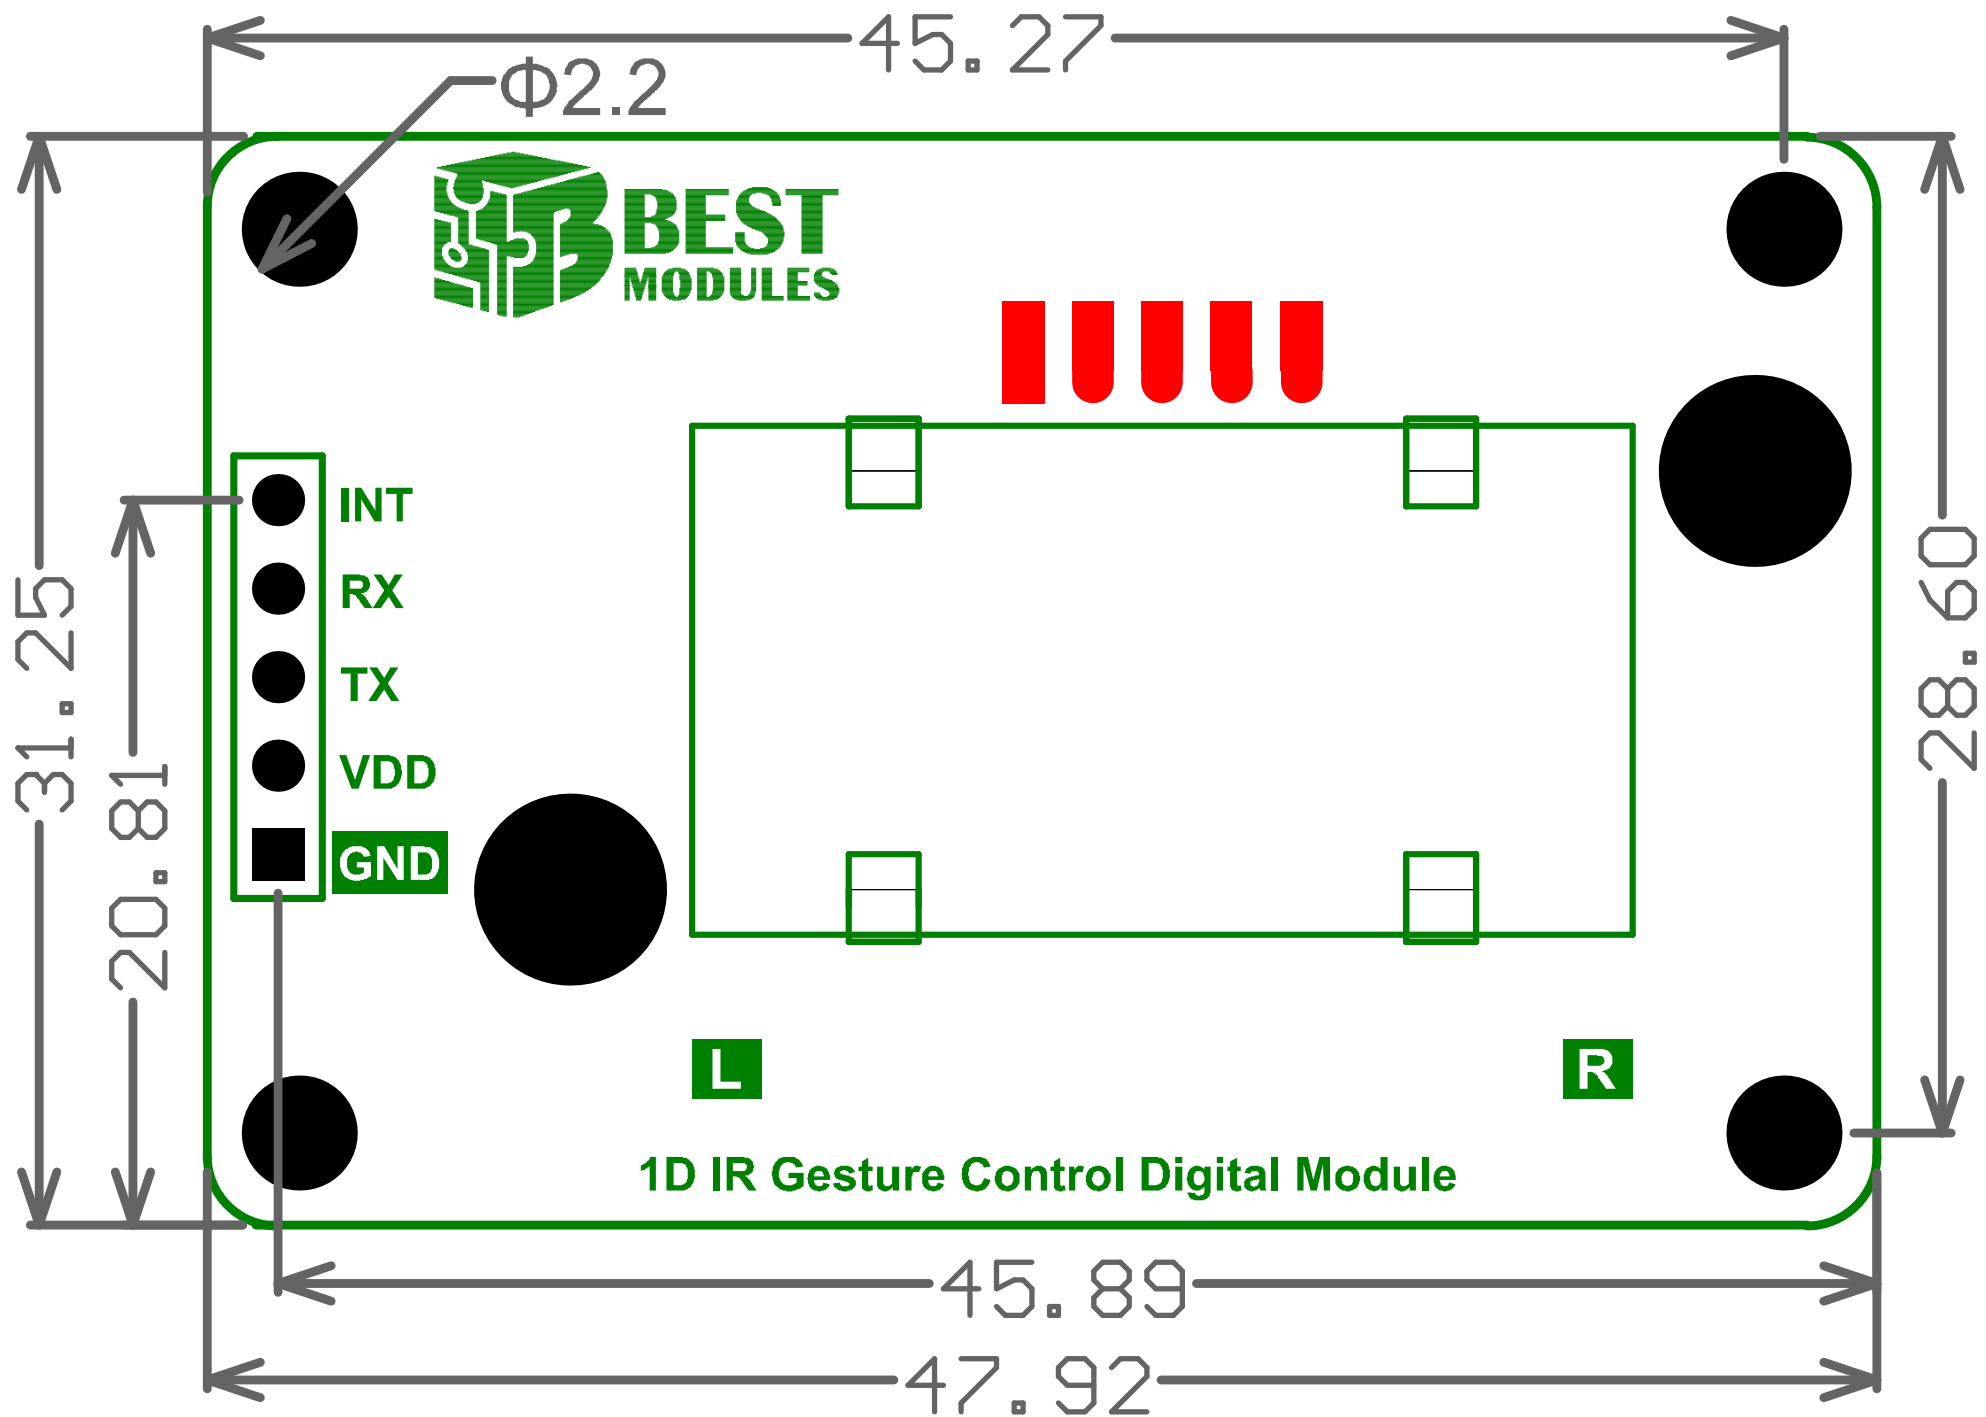 45.27
Φ2.2
BEST
MODULES
INT
RX
TX
VDD
GND
31.25
20.81
28.60
L
R
1D IR Gesture Control Digital Module
45.89
47.92